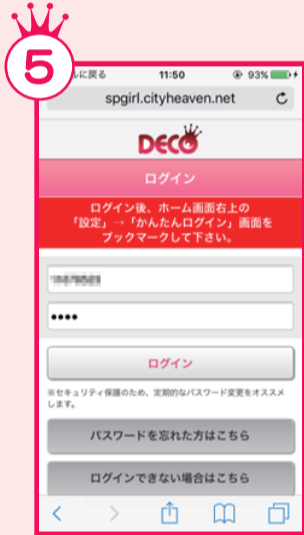 5
ルに戻る 11:50 93%
spgirl.cityheaven.net
DECO
ログイン
ログイン後、ホーム画面右上の
「設定」→「かんたんログイン」画面を
ブックマークして下さい。
••••
ログイン
※セキュリティ保護のため、定期的なパスワード変更をオススメ
します。
パスワードを忘れた方はこちら
ログインできない場合はこちら